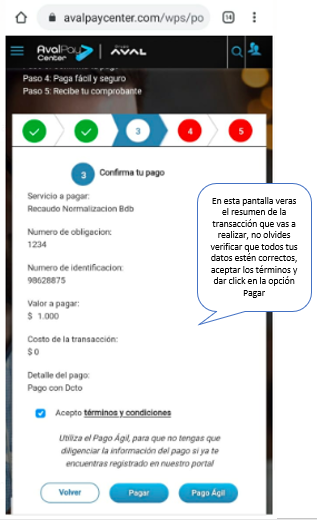 avalpaycenter.com/wps/po
14
AvalPay
Center
Grupo
AVAL
Paso 4: Paga fácil y seguro
Paso 5: Recibe tu comprobante
3
4
5
3 Confirma tu pago
Servicio a pagar:
Recaudo Normalizacion Bdb
Numero de obligacion:
1234
Numero de identificacion:
98628875
Valor a pagar:
$ 1.000
Costo de la transacción:
$ 0
Detalle del pago:
Pago con Dcto
Acepto términos y condiciones
Utiliza el Pago Ágil, para que no tengas que
diligenciar la información del pago si ya te
encuentras registrado en nuestro portal
Volver
Pagar
Pago Ágil
En esta pantalla veras
el resumen de la
transacción que vas a
realizar, no olvides
verificar que todos tus
datos estén correctos,
aceptar los términos y
dar click en la opción
Pagar